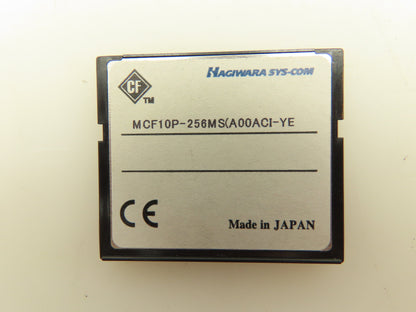 HAGIWARA SYS-COM
CF
TM
MCF10P-256MS(A00ACI-YE
CE
Made in JAPAN